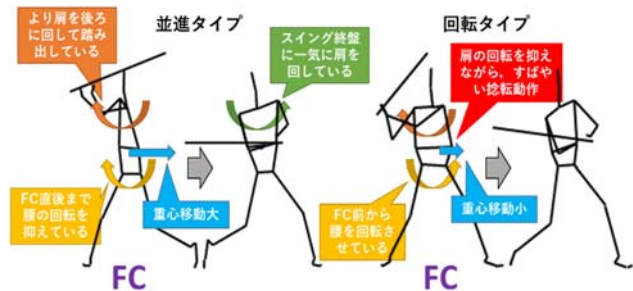 並進タイプ
より肩を後ろ
に回して踏み
出している
スイング終盤
に一気に肩を
回している
FC直後まで
腰の回転を
抑えている
重心移動大
FC
回転タイプ
肩の回転を抑え
ながら、すばや
い捻転動作
FC前から
腰を回転さ
せている
重心移動小
FC